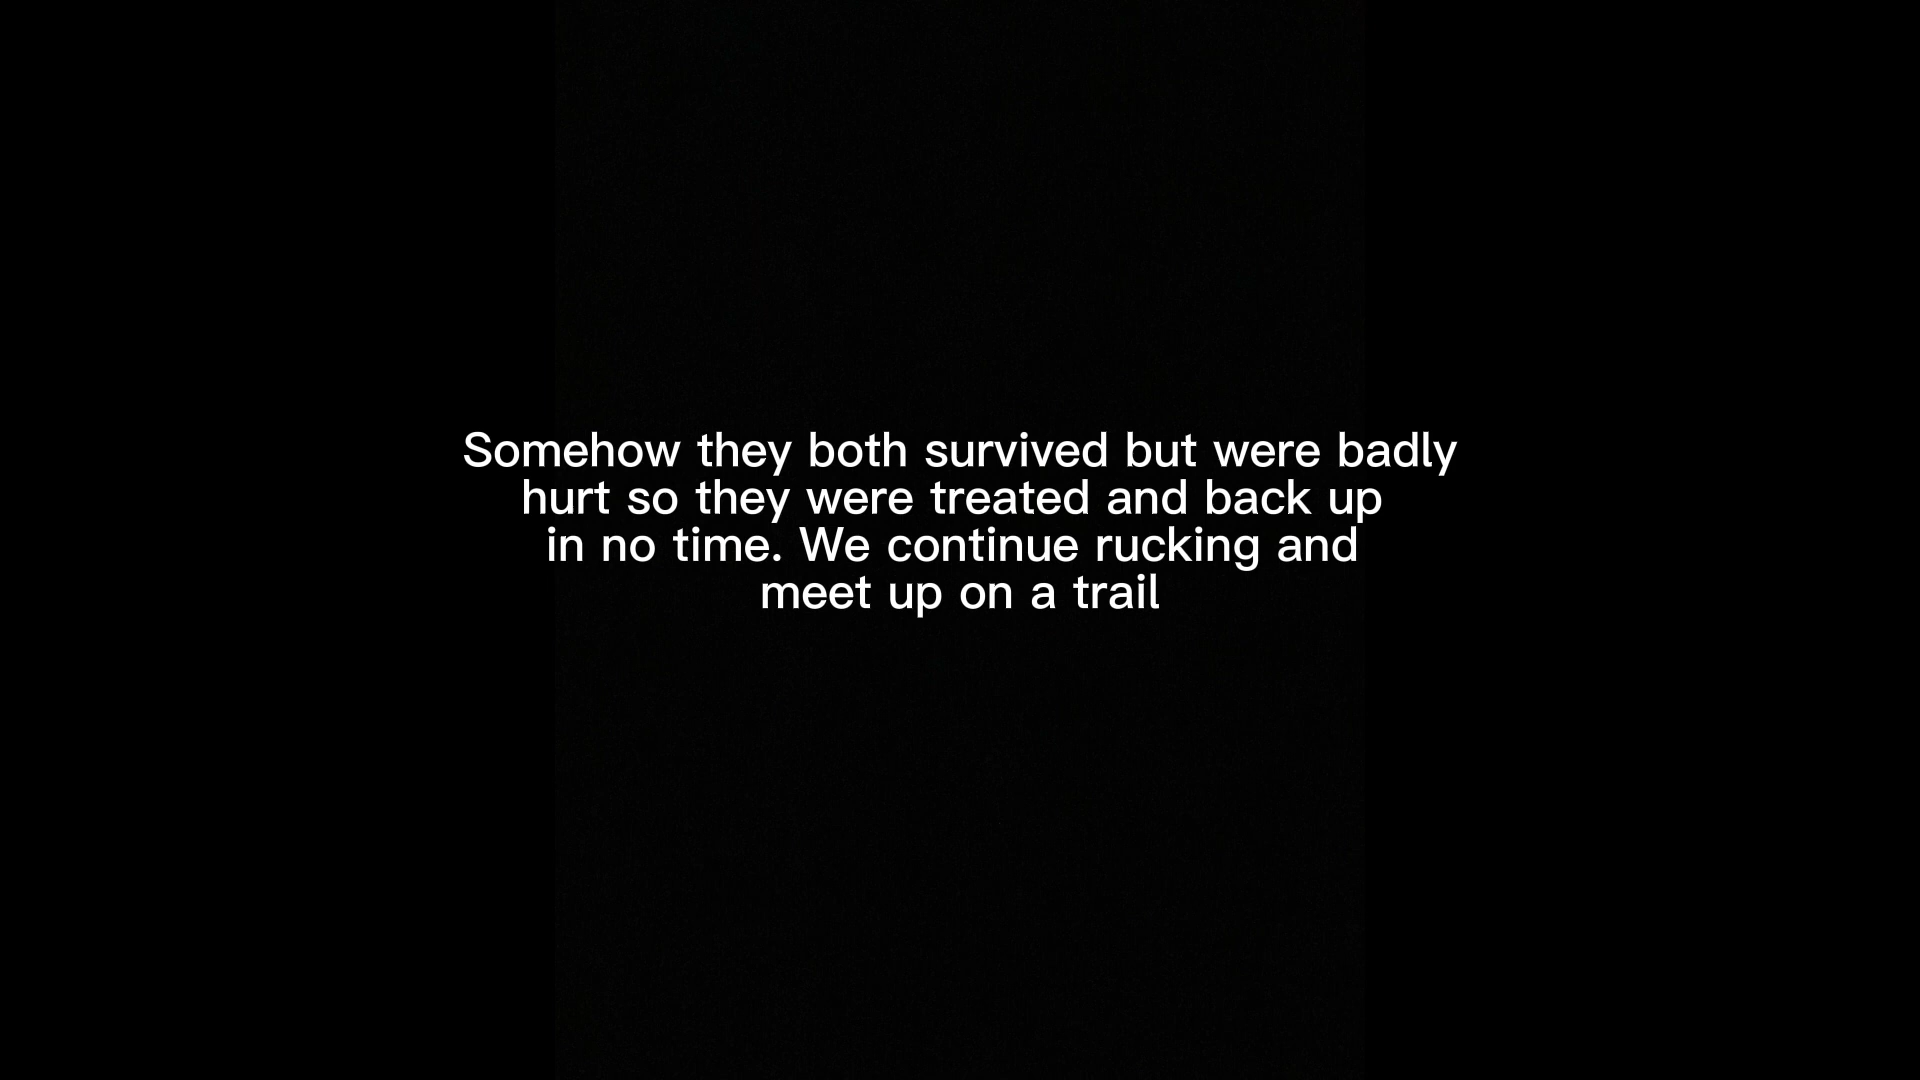 Somehow they both survived but were badly
hurt so they were treated and back up
in no time. We continue rucking and
meet up on a trail